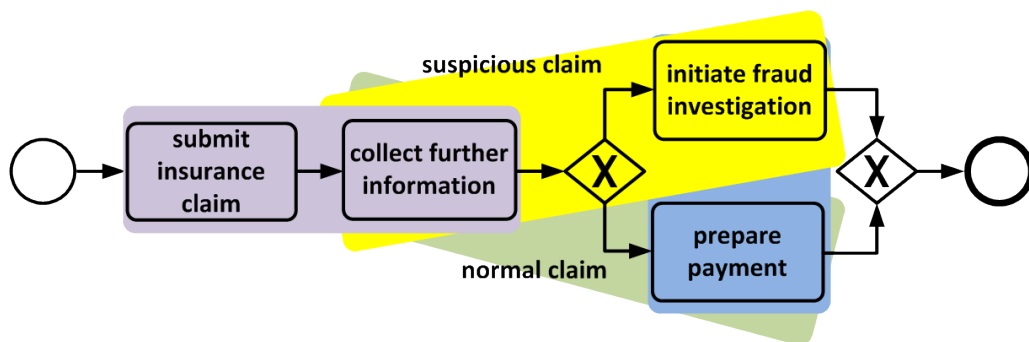 suspicious claim
initiate fraud
investigation
submit
insurance
claim
collect further
information
X
X
normal claim
prepare
payment